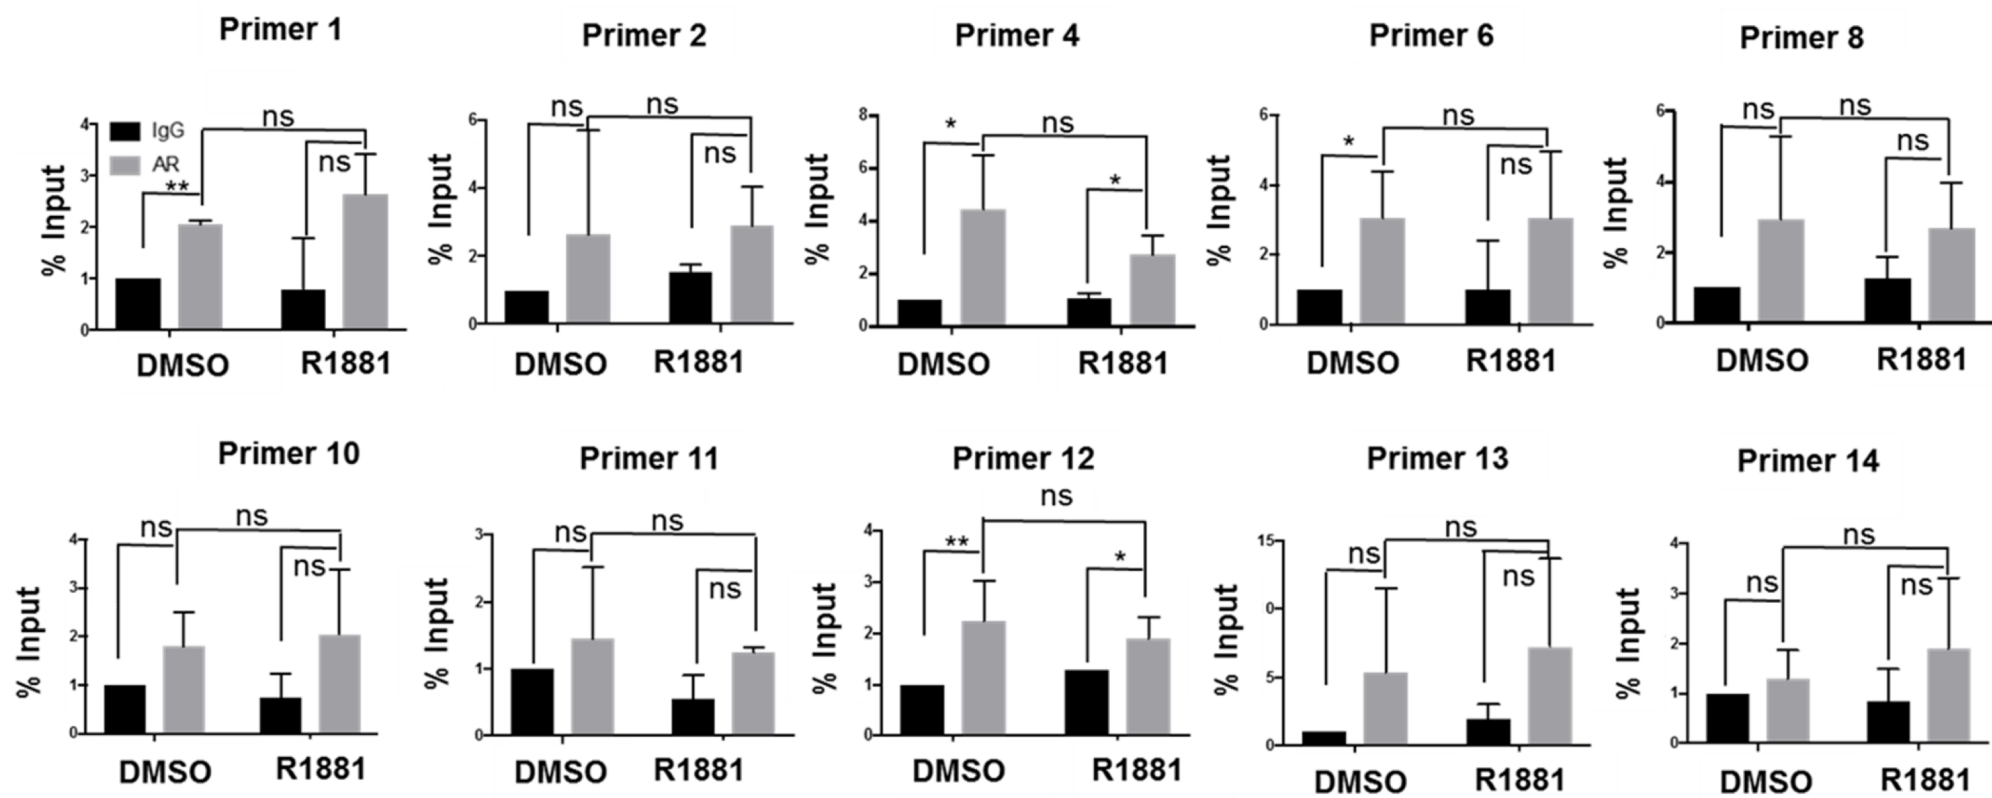 Primer 1
ns
4
IgG
AR
ns
**
3
2
1
0
% Input
DMSO R1881
Primer 2
ns ns
6
ns
4
2
0
% Input
DMSO R1881
Primer 4
8
* ns
6
*
4
2
0
% Input
DMSO R1881
Primer 6
6
ns
*
ns
4
2
0
% Input
DMSO R1881
Primer 8
6
ns ns
ns
4
2
0
% Input
DMSO R1881
Primer 10
ns ns
4
ns
3
2
1
0
% Input
DMSO R1881
Primer 11
3
ns ns
ns
2
1
0
% Input
DMSO R1881
Primer 12
ns
4
** *
3
2
1
0
% Input
DMSO R1881
Primer 13
15
ns
ns
ns
0
5
0
% Input
DMSO R1881
Primer 14
4
ns
ns
ns
3
2
1
0
% Input
DMSO R1881